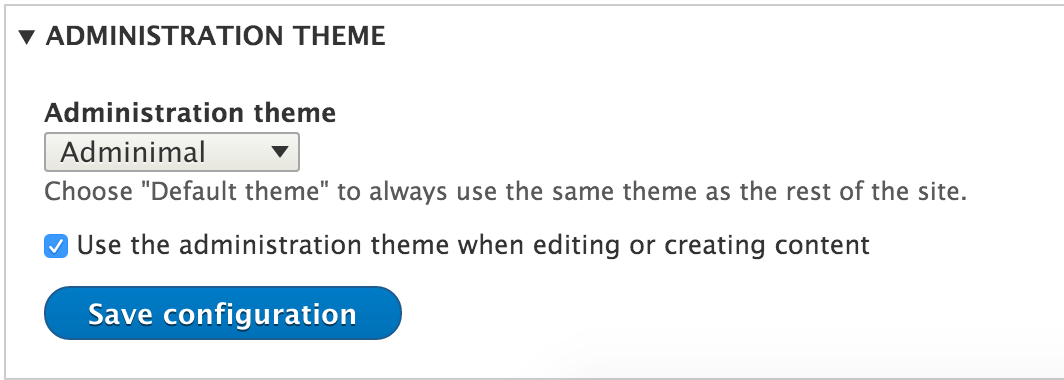 ADMINISTRATION THEME
Administration theme
Adminimal
Choose "Default theme" to always use the same theme as the rest of the site.
Use the administration theme when editing or creating content
Save configuration